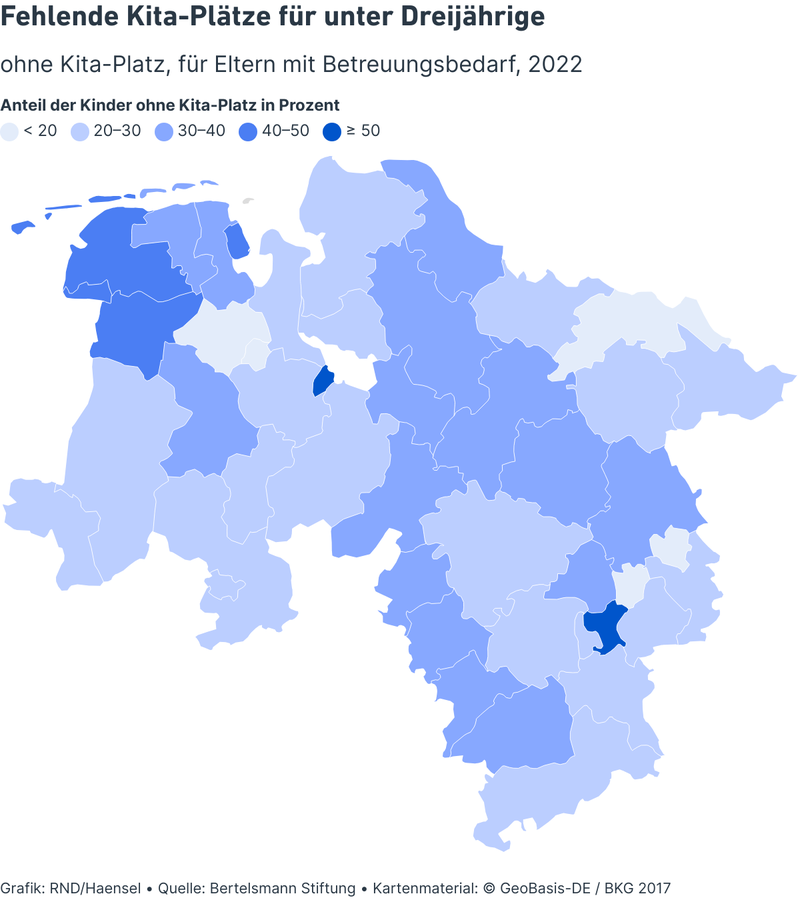 Fehlende Kita-Plätze für unter Dreijährige
ohne Kita-Platz, für Eltern mit Betreuungsbedarf, 2022
Anteil der Kinder ohne Kita-Platz in Prozent
< 20 20–30 30–40 40–50 ≥ 50
Grafik: RND/Haensel • Quelle: Bertelsmann Stiftung • Kartenmaterial: © GeoBasis-DE / BKG 2017